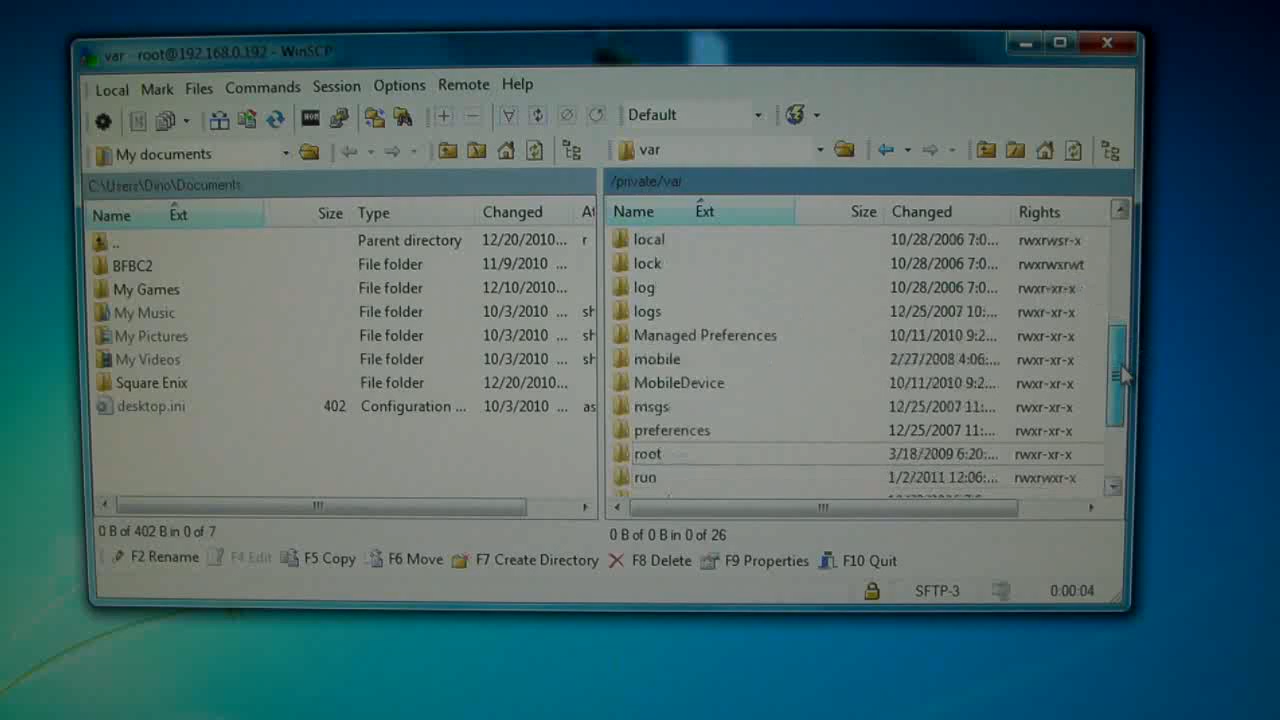 var - root@192.168.0.192 - WinSCP
Local Mark Files Commands Session Options Remote Help
Default
My documents var
C:\Users\Dino\Documents /private/var
Name Ext Size Type Changed At Name Ext Size Changed Rights
.. Parent directory 12/20/2010... r local 10/28/2006 7:0... rwxrwsr-x
BFBC2 File folder 11/9/2010 ... lock 10/28/2006 7:0... rwxrwsrwt
My Games File folder 12/10/2010... log 10/28/2006 7:0... rwxr-xr-x
My Music File folder 10/3/2010 ... sh logs 12/25/2007 10:... rwxr-xr-x
My Pictures File folder 10/3/2010 ... sh Managed Preferences 10/11/2010 9:2... rwxr-xr-x
My Videos File folder 10/3/2010 ... sh mobile 2/27/2008 4:06:... rwxr-xr-x
Square Enix File folder 12/20/2010... MobileDevice 10/11/2010 9:2... rwxr-xr-x
desktop.ini 402 Configuration ... 10/3/2010 ... as msgs 12/25/2007 11:... rwxr-xr-x
preferences 12/25/2007 11:... rwxr-xr-x
root 3/18/2009 6:20:... rwxr-xr-x
run 1/2/2011 12:06:... rwxrwxr-x
0 B of 402 B in 0 of 7 0 B of 0 B in 0 of 26
F2 Rename F4 Edit F5 Copy F6 Move F7 Create Directory F8 Delete F9 Properties F10 Quit
SFTP-3 0:00:04